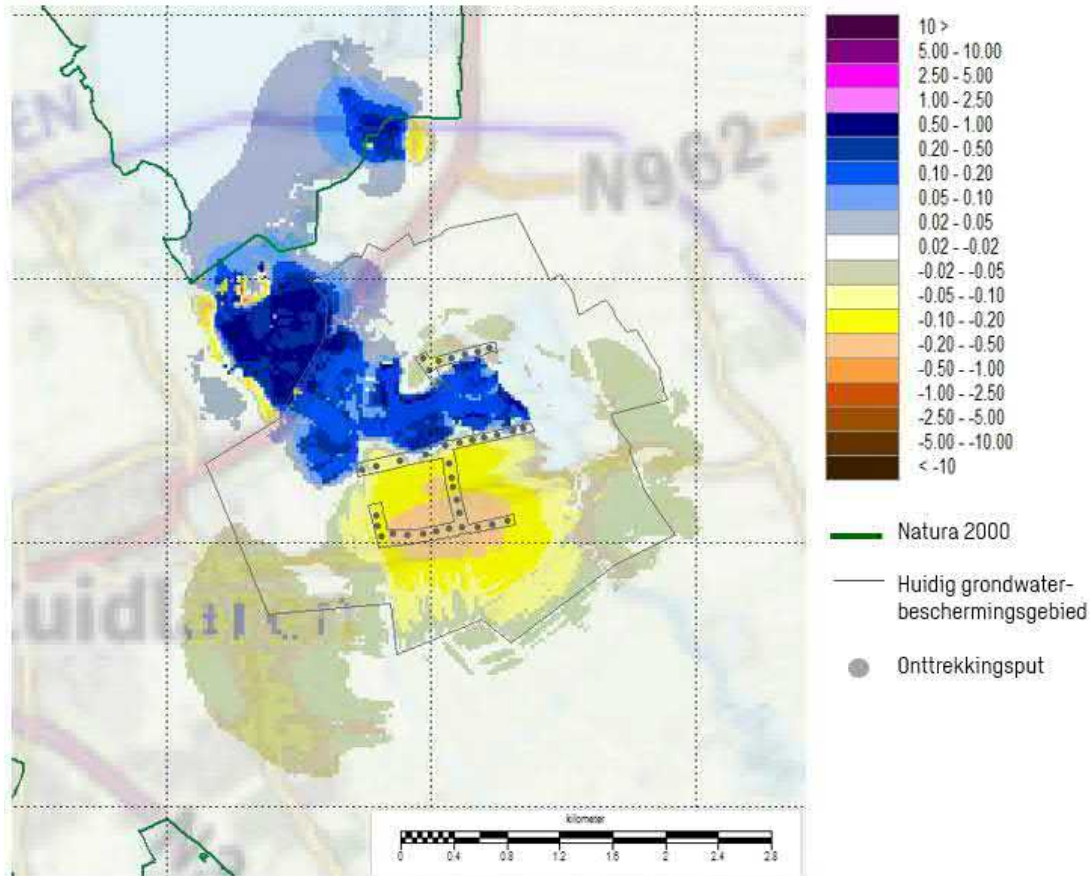 EN
N962
10 >
5.00 - 10.00
2.50 - 5.00
1.00 - 2.50
0.50 - 1.00
0.20 - 0.50
0.10 - 0.20
0.05 - 0.10
0.02 - 0.05
0.02 - -0.02
-0.02 - -0.05
-0.05 - -0.10
-0.10 - -0.20
-0.20 - -0.50
-0.50 - -1.00
-1.00 - -2.50
-2.50 - -5.00
-5.00 - -10.00
< -10
Natura 2000
Huidig grondwater-
beschermingsgebied
Onttrekkingsput
kilometer
0 0.4 0.8 1.2 1.6 2 2.4 2.8